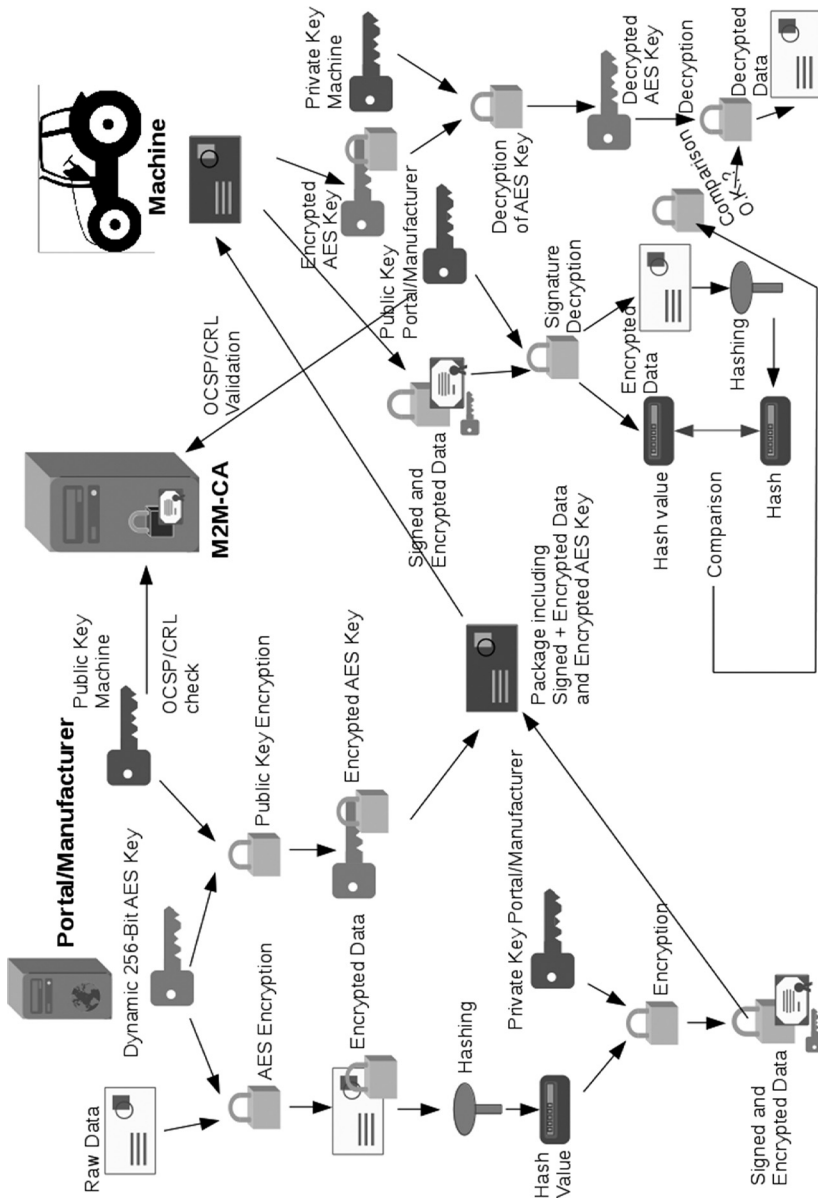 Portal/Manufacturer
Raw Data
Dynamic 256-Bit AES Key
Public Key
Machine
OCSP/CRL
check
AES Encryption
Public Key Encryption
Encrypted Data
Encrypted AES Key
Hashing
Hash
Value
Private Key Portal/Manufacturer
Encryption
Signed and
Encrypted Data
Package including
Signed + Encrypted Data
and Encrypted AES Key
M2M-CA
OCSP/CRL
Validation
Machine
Signed and
Encrypted Data
Public Key
Portal/Manufacturer
Encrypted
AES Key
Private Key
Machine
Signature
Decryption
Decryption
of AES Key
Hash value
Encrypted
Data
Hashing
Decrypted
AES Key
Comparison
Hash
Comparison
O.K.?
Decryption
Decrypted
Data